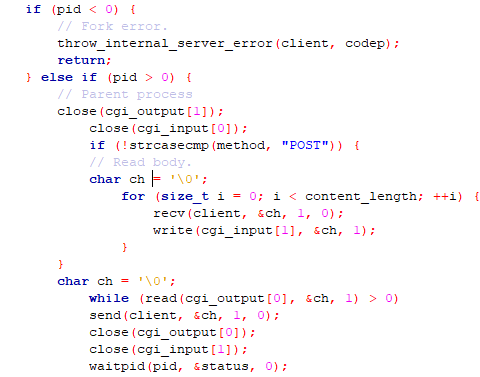 if (pid < 0) {
// Fork error.
throw_internal_server_error(client, codep);
return;
} else if (pid > 0) {
// Parent process
close(cgi_output[1]);
close(cgi_input[0]);
if (!strcasecmp(method, "POST")) {
// Read body.
char ch = '\0';
for (size_t i = 0; i < content_length; ++i) {
recv(client, &ch, 1, 0);
write(cgi_input[1], &ch, 1);
}
}
char ch = '\0';
while (read(cgi_output[0], &ch, 1) > 0)
send(client, &ch, 1, 0);
close(cgi_output[0]);
close(cgi_input[1]);
waitpid(pid, &status, 0);